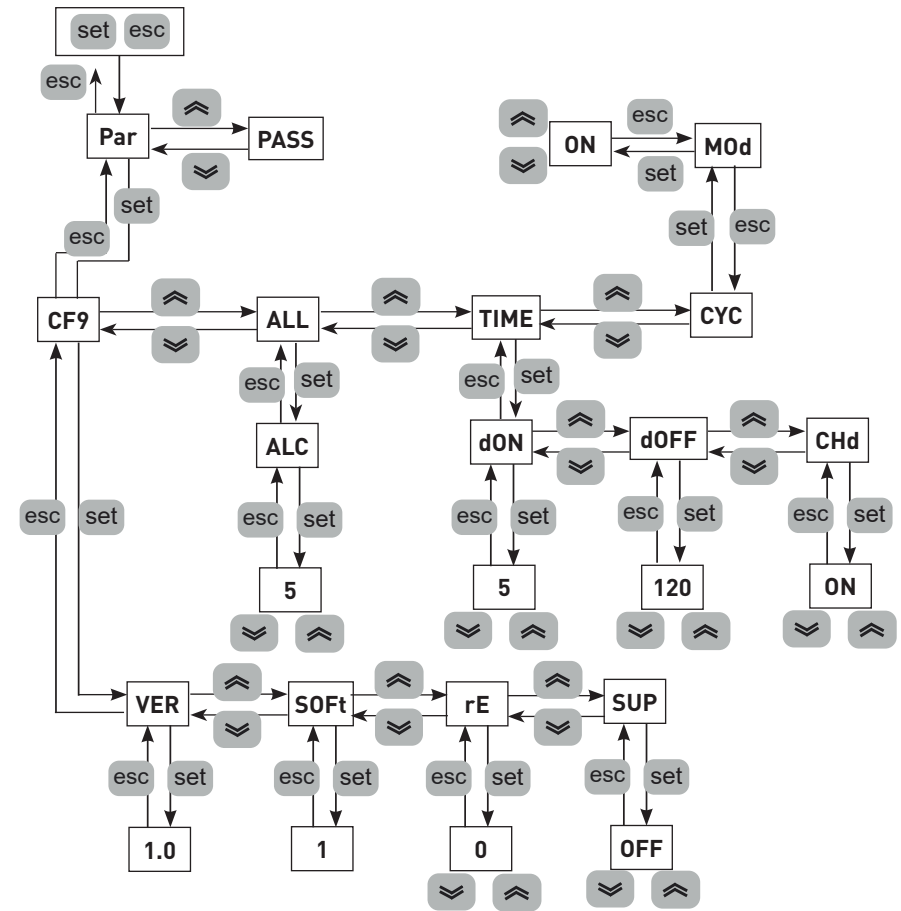 set esc
esc
Par
PASS
ON
esc
MOd
set
set
esc
set
esc
CF9
ALL
TIME
CYC
esc
set
esc
set
ALC
dON
dOFF
CHd
esc
set
esc
set
esc
set
esc
set
esc
set
5
5
120
ON
VER
SOFt
rE
SUP
esc
set
esc
set
esc
set
esc
set
1.0
1
0
OFF